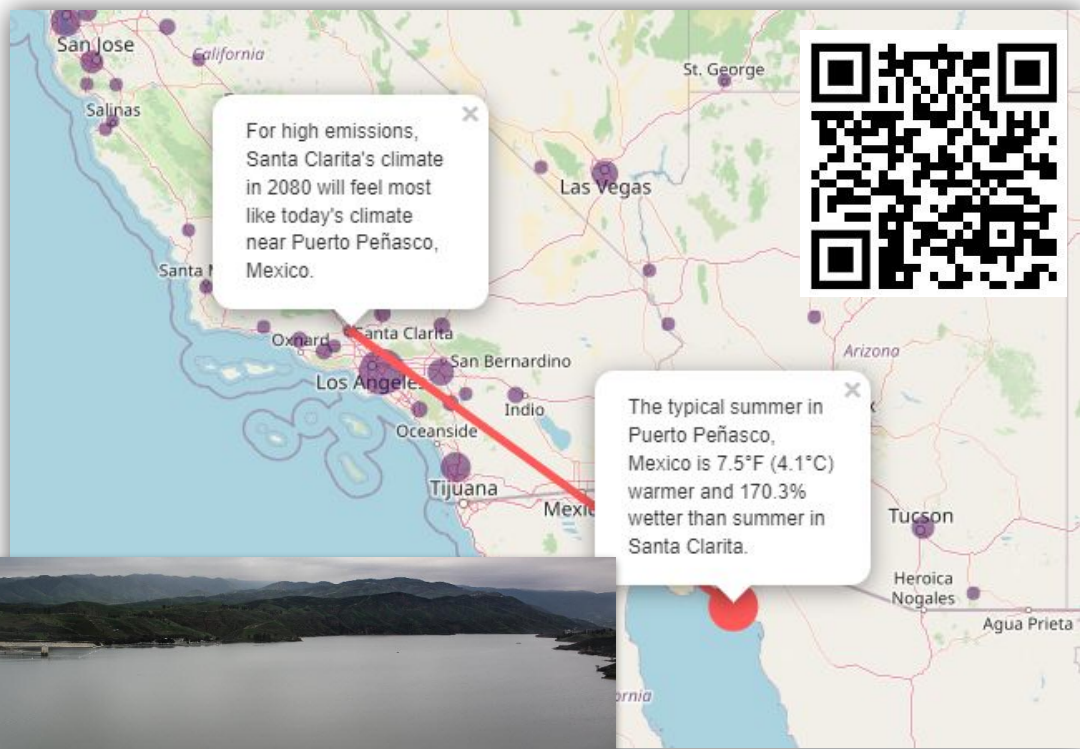 San Jose
California
St. George
Salinas
×
For high emissions,
Santa Clarita's climate
in 2080 will feel most
like today's climate
near Puerto Peñasco,
Mexico.
Las Vegas
Santa
Oxnard
Santa Clarita
Arizona
San Bernardino
Los Angeles
Indio
Oceanside
×
The typical summer in
Puerto Peñasco,
Mexico is 7.5°F (4.1°C)
warmer and 170.3%
wetter than summer in
Santa Clarita.
Tijuana
Tucson
Heroica
Nogales
Agua Prieta